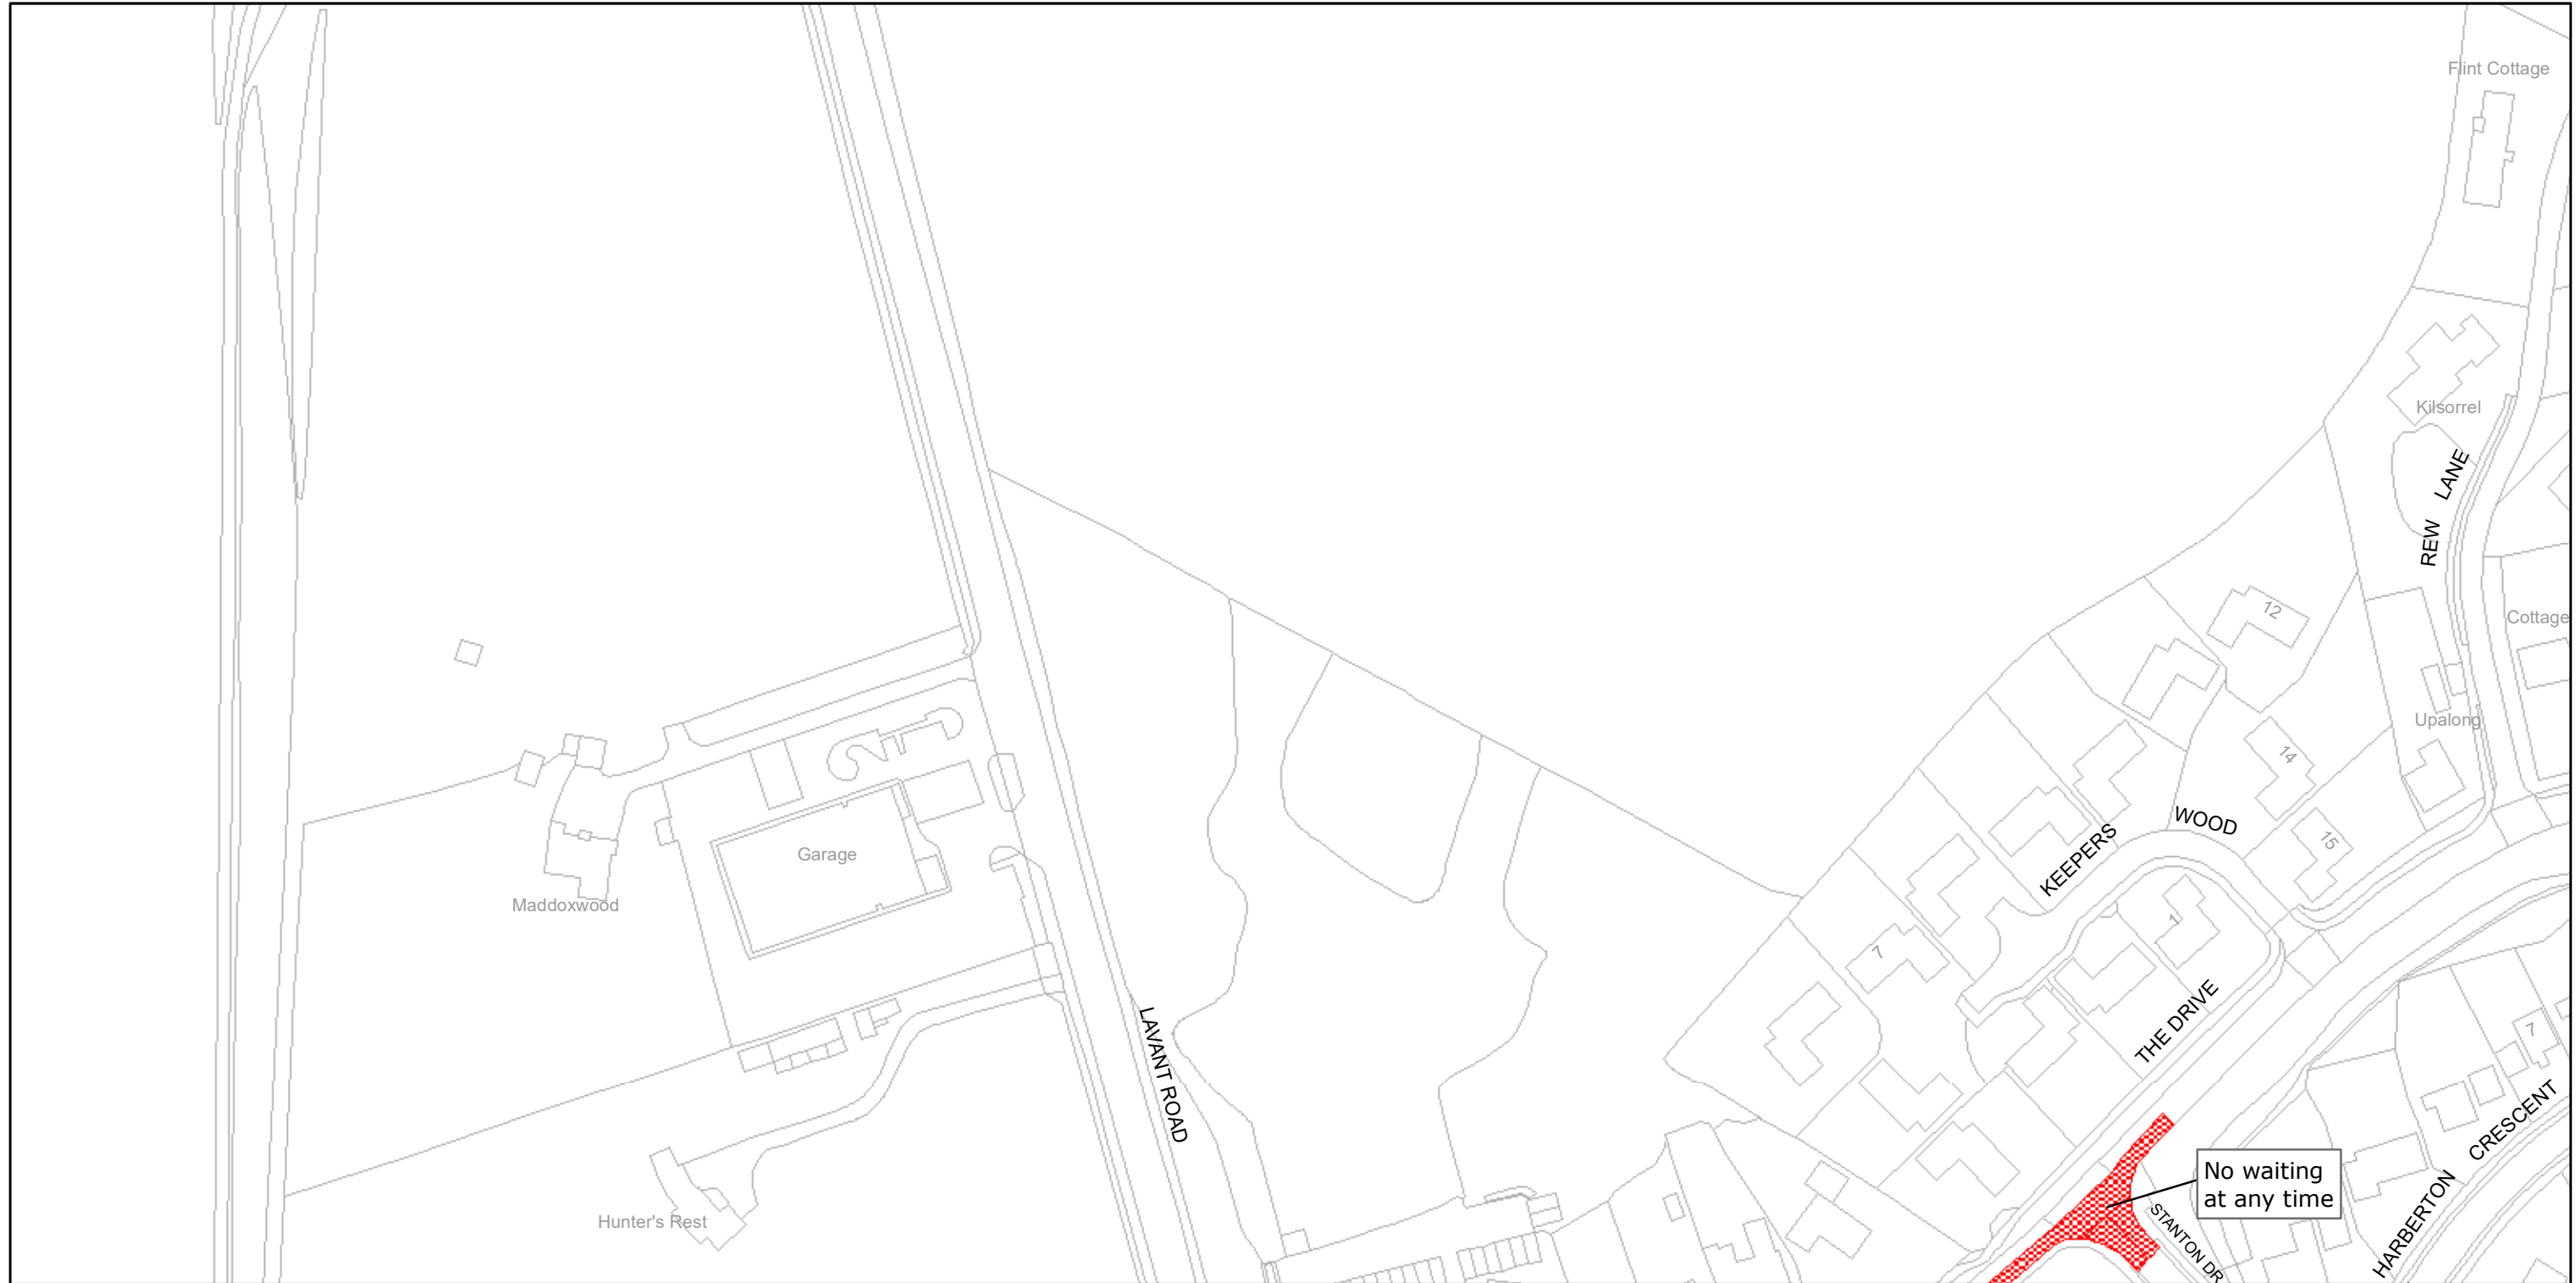 Flint Cottage
Kilsorrel
REW LANE
12
Cottage
Upalong
14
15
KEEPERS WOOD
Garage
Maddoxwood
1
7
THE DRIVE
LAVANT ROAD
7
HARBERTON CRESCENT
No waiting
at any time
STANTON DR
Hunter's Rest